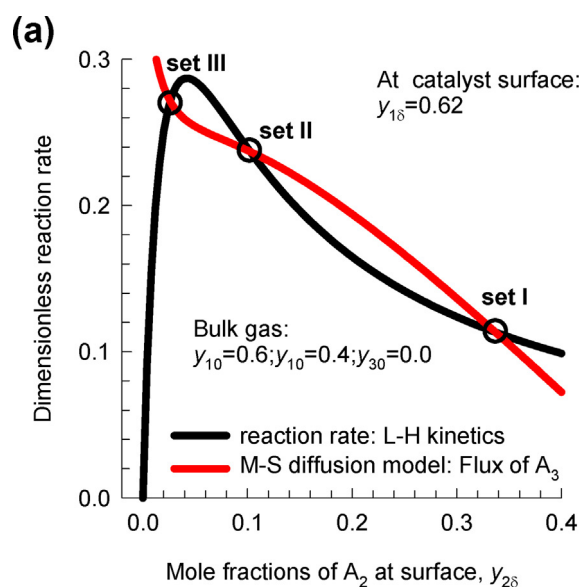 (a)
0.3
0.2
0.1
0.0
Dimensionless reaction rate
set III
set II
set I
At catalyst surface:
y1δ=0.62
Bulk gas:
y10=0.6;y10=0.4;y30=0.0
reaction rate: L-H kinetics
M-S diffusion model: Flux of A3
0.0 0.1 0.2 0.3 0.4
Mole fractions of A2 at surface, y2δ